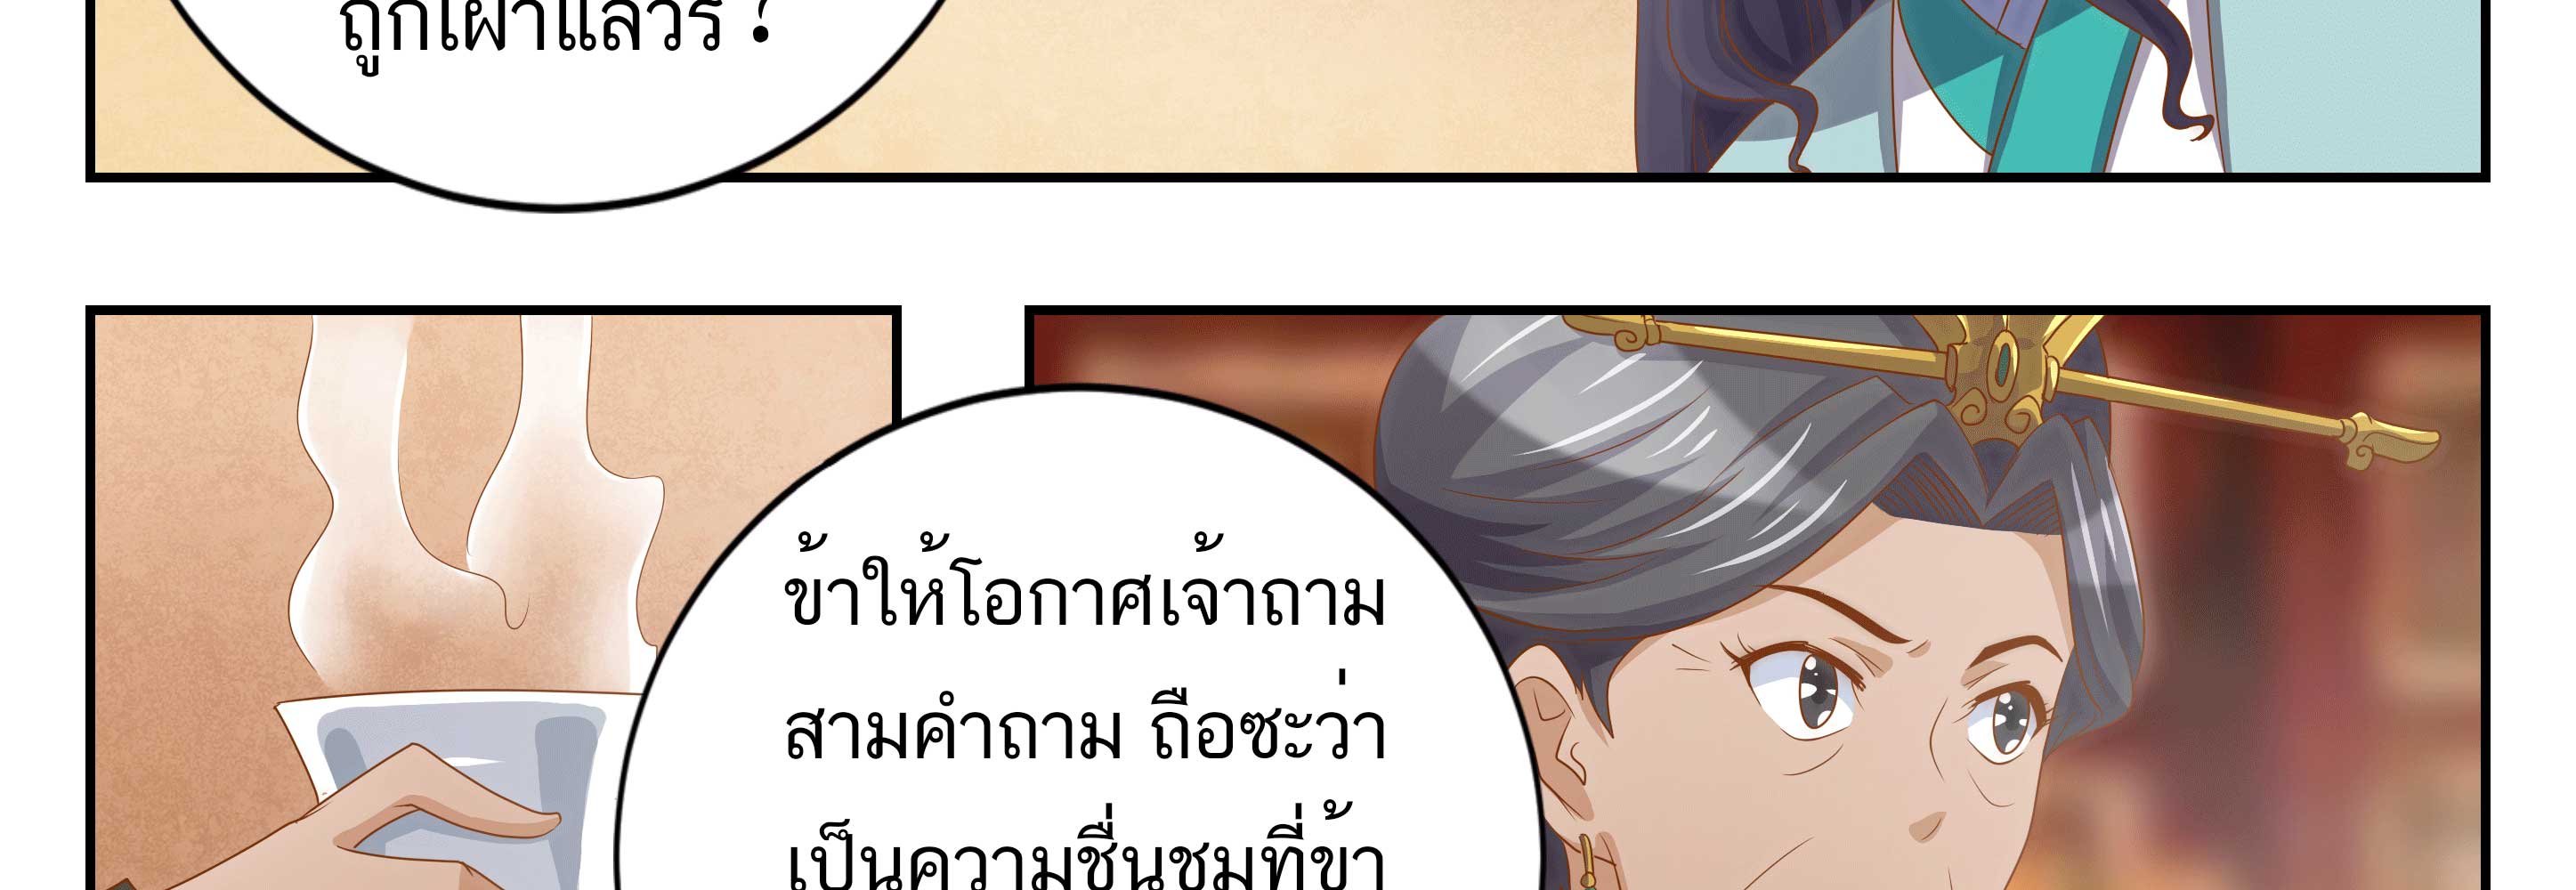 ถูกเผาแล้วรึ ?
ข้าให้โอกาศเจ้าถาม
สามคำถาม ถือซะว่า
เป็นความชื่นชมที่ข้า